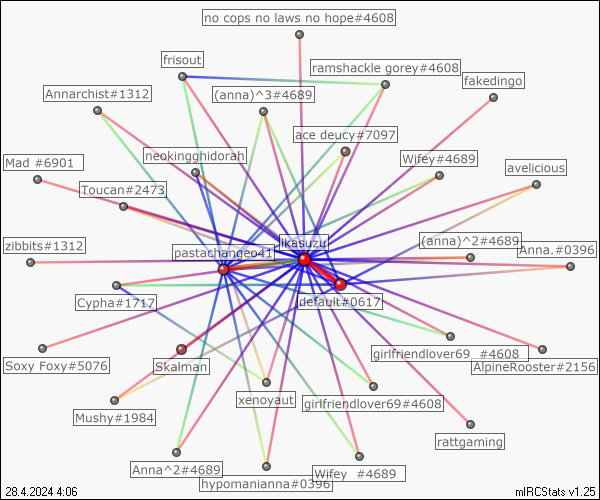 no cops no laws no hope#4608
frisout
ramshackle gorey#4608
fakedingo
Annarchist#1312
(anna)^3#4689
ace deucy#7097
neokingghidorah
Wifey#4689
Mad #6901
avelicious
Toucan#2473
likasuzu
(anna)^2#4689
zibbits#1312
pastachangeo41
Anna.#0396
Cypha#1717
default#0617
Soxy Foxy#5076
Skalman
girlfriendlover69_#4608
AlpineRooster#2156
xenoyaut
girlfriendlover69#4608
Mushy#1984
rattgaming
Anna^2#4689
Wifey_#4689
hypomanianna#0396
28.4.2024 4:06
mIRCStats v1.25